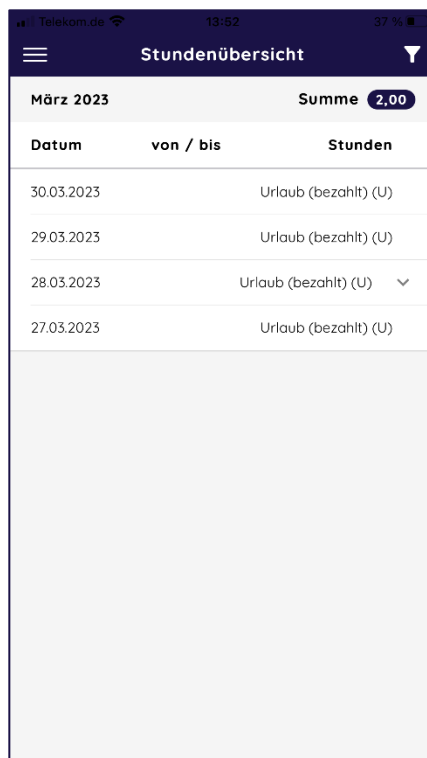 Telekom.de 13:52 37 %
Stundenübersicht
März 2023 Summe 2,00
Datum von / bis Stunden
30.03.2023 Urlaub (bezahlt) (U)
29.03.2023 Urlaub (bezahlt) (U)
28.03.2023 Urlaub (bezahlt) (U)
27.03.2023 Urlaub (bezahlt) (U)